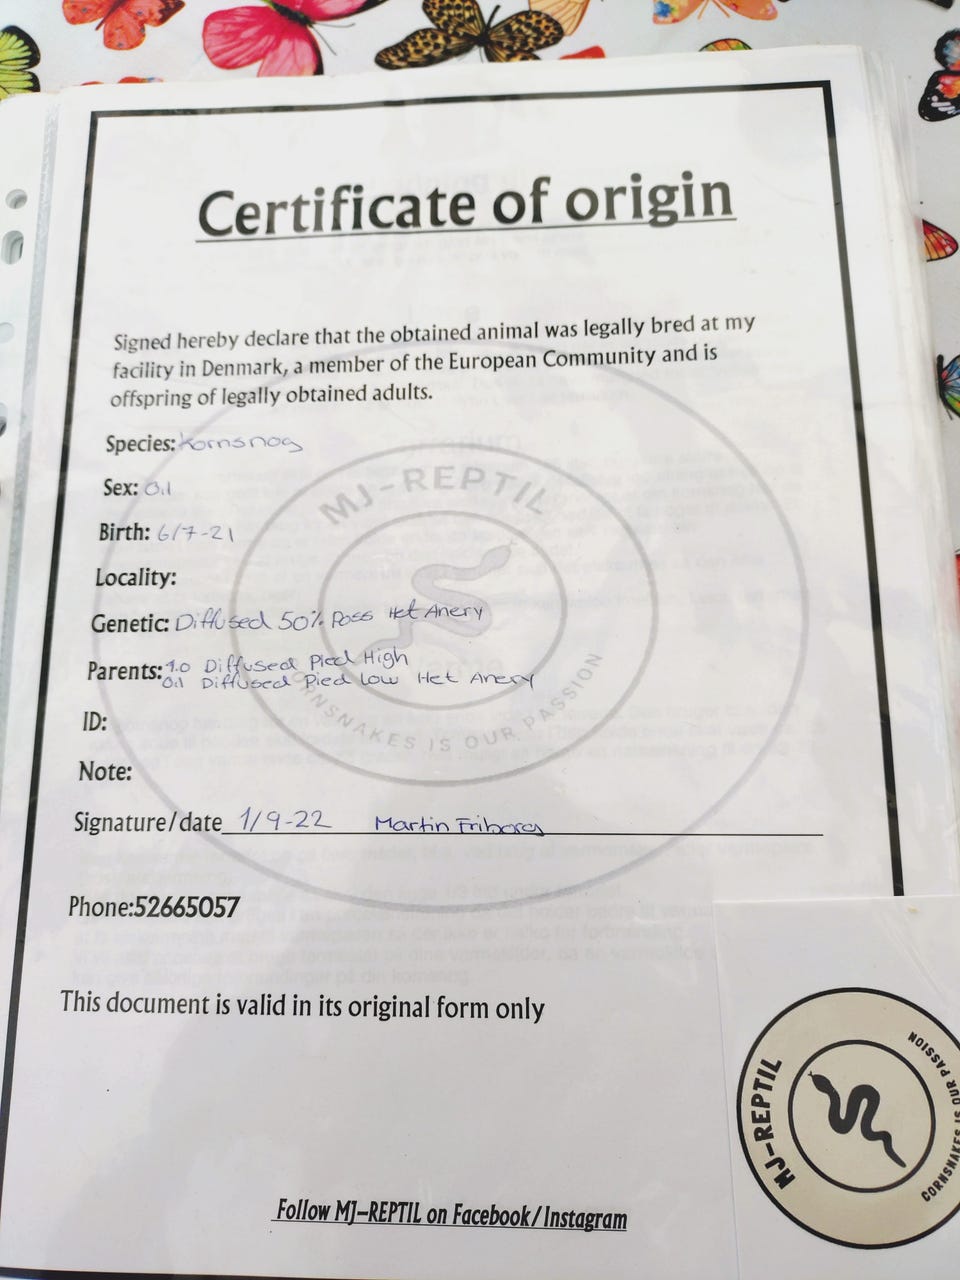 Certificate of origin
Signed hereby declare that the obtained animal was legally bred at my
facility in Denmark, a member of the European Community and is
offspring of legally obtained adults.
Species: Kornsnog
Sex: 0.1
Birth: 6/7-21
Locality:
Genetic: Diffused 50% Poss Het Anery
Parents: 1.0 Diffused Pied High
0.1 Diffused Pied Low Het Anery
ID:
Note:
Signature/date 1/9-22 Martin Friborg
Phone:52665057
This document is valid in its original form only
Follow MJ-REPTIL on Facebook/Instagram
MJ-REPTIL
CORNSNAKES IS OUR PASSION
MJ-REPTIL
CORNSNAKES IS OUR PASSION